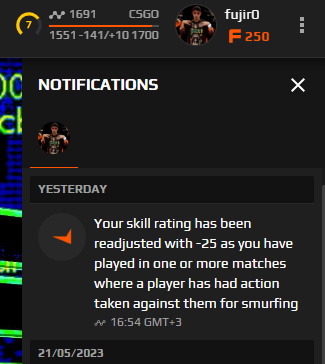 7
1691 CSGO
1551 -141/+10 1700
fujir0
250
NOTIFICATIONS
YESTERDAY
Your skill rating has been
readjusted with -25 as you have
played in one or more matches
where a player has had action
taken against them for smurfing
16:54 GMT+3
21/05/2023